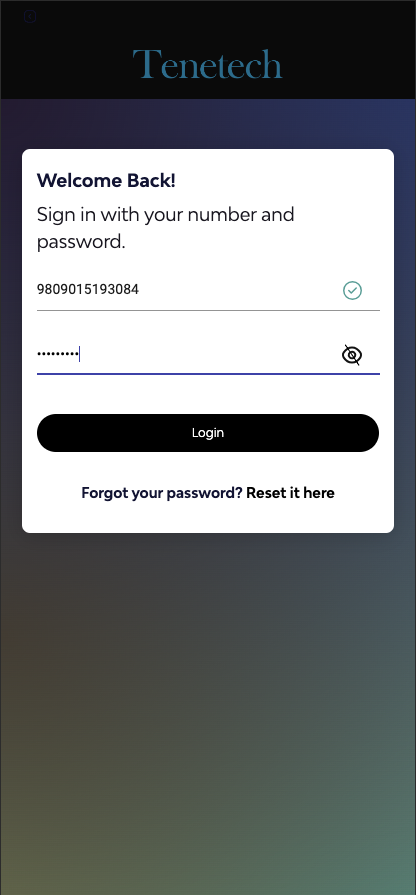 Tenetech
Welcome Back!
Sign in with your number and
password.
9809015193084
•••••••••
Login
Forgot your password? Reset it here